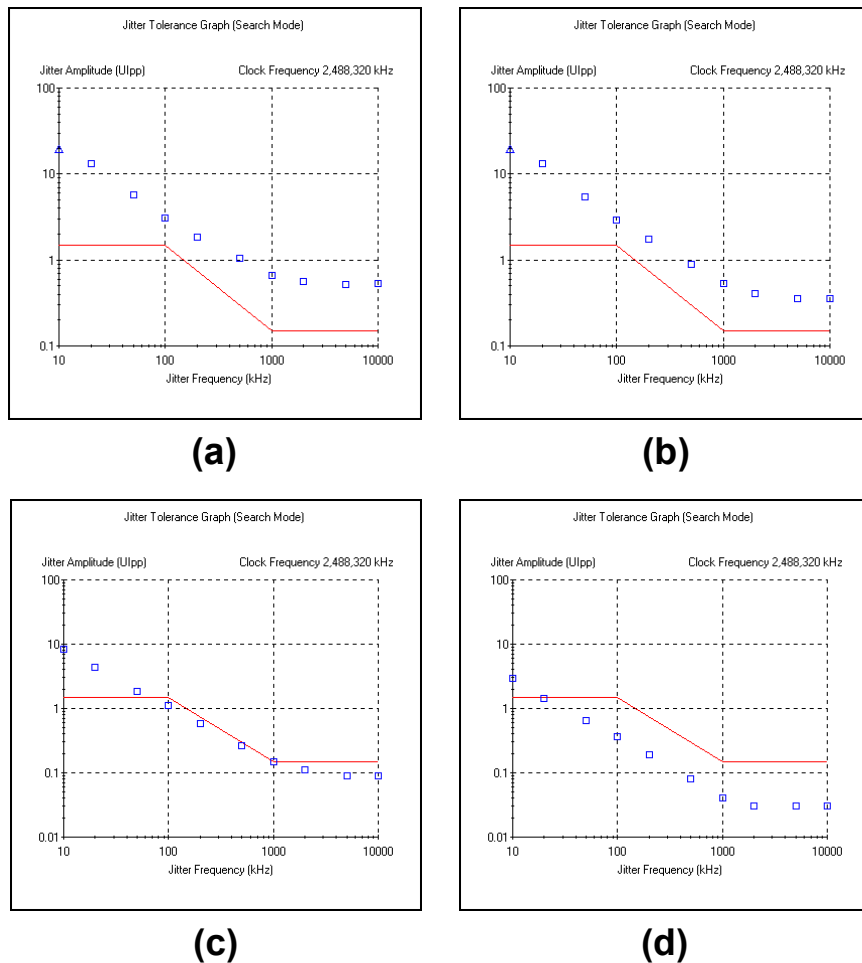 Jitter Tolerance Graph (Search Mode)
Jitter Amplitude (UIpp) Clock Frequency 2,488,320 kHz
100
10
1
0.1
10 100 1000 10000
Jitter Frequency (kHz)
(a)
Jitter Tolerance Graph (Search Mode)
Jitter Amplitude (UIpp) Clock Frequency 2,488,320 kHz
100
10
1
0.1
10 100 1000 10000
Jitter Frequency (kHz)
(b)
Jitter Tolerance Graph (Search Mode)
Jitter Amplitude (UIpp) Clock Frequency 2,488,320 kHz
100
10
1
0.1
0.01
10 100 1000 10000
Jitter Frequency (kHz)
(c)
Jitter Tolerance Graph (Search Mode)
Jitter Amplitude (UIpp) Clock Frequency 2,488,320 kHz
100
10
1
0.1
0.01
10 100 1000 10000
Jitter Frequency (kHz)
(d)